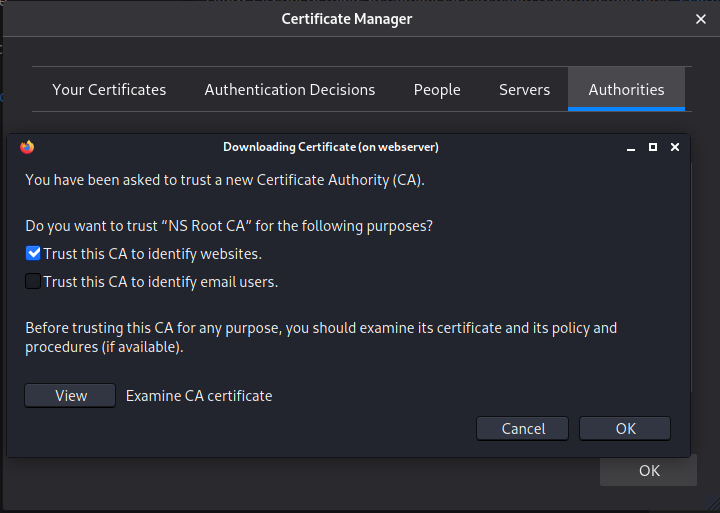 Certificate Manager
Your Certificates Authentication Decisions People Servers Authorities
Downloading Certificate (on webserver)
You have been asked to trust a new Certificate Authority (CA).
Do you want to trust “NS Root CA” for the following purposes?
Trust this CA to identify websites.
Trust this CA to identify email users.
Before trusting this CA for any purpose, you should examine its certificate and its policy and
procedures (if available).
View Examine CA certificate
Cancel OK
OK